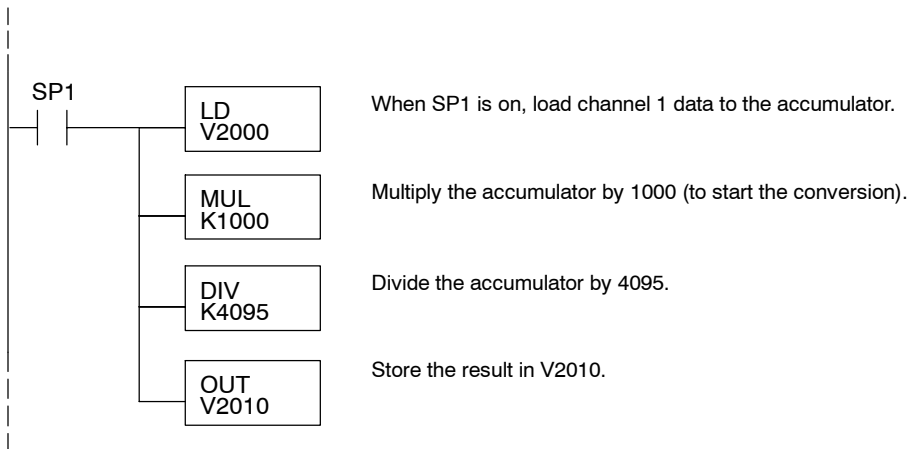 SP1
LD
V2000
When SP1 is on, load channel 1 data to the accumulator.
MUL
K1000
Multiply the accumulator by 1000 (to start the conversion).
DIV
K4095
Divide the accumulator by 4095.
OUT
V2010
Store the result in V2010.